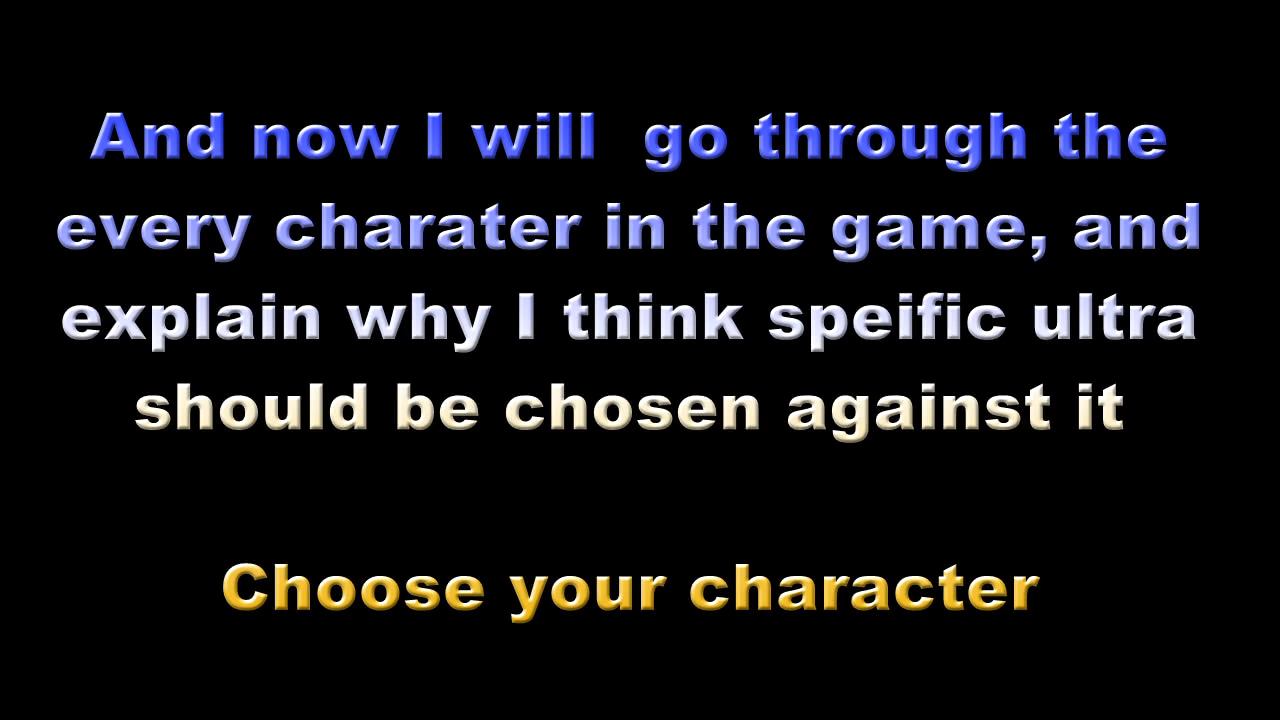 And now I will  go through the
every charater in the game, and
explain why I think speific ultra
should be chosen against it
Choose your character